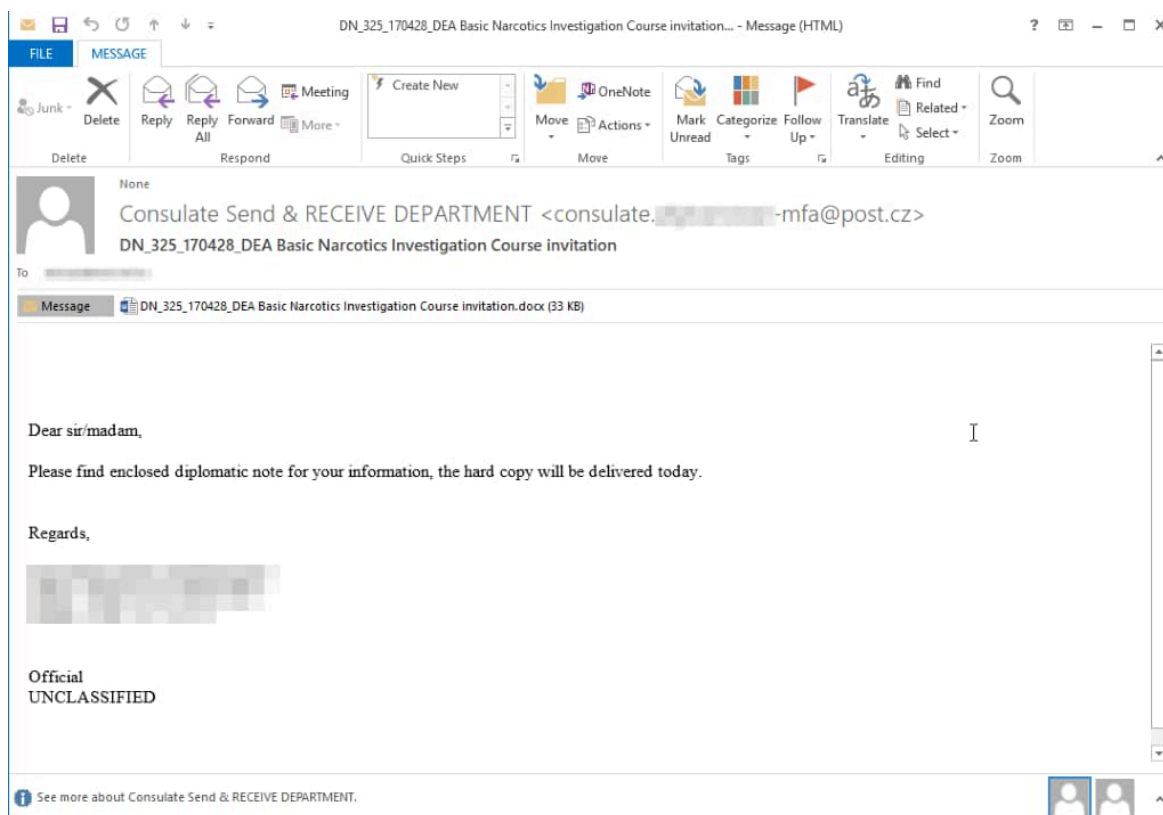 DN_325_170428_DEA Basic Narcotics Investigation Course invitation... - Message (HTML)
FILE MESSAGE
Junk
Delete
Reply
Reply All
Forward
Meeting
More
Create New
Move
OneNote
Actions
Mark Unread
Categorize
Follow Up
Translate
Find
Related
Select
Zoom
Delete Respond Quick Steps Move Tags Editing Zoom
None
Consulate Send & RECEIVE DEPARTMENT <consulate. -mfa@post.cz>
DN_325_170428_DEA Basic Narcotics Investigation Course invitation
To
Message DN_325_170428_DEA Basic Narcotics Investigation Course invitation.docx (33 KB)
Dear sir/madam,
Please find enclosed diplomatic note for your information, the hard copy will be delivered today.
Regards,
Official
UNCLASSIFIED
See more about Consulate Send & RECEIVE DEPARTMENT.